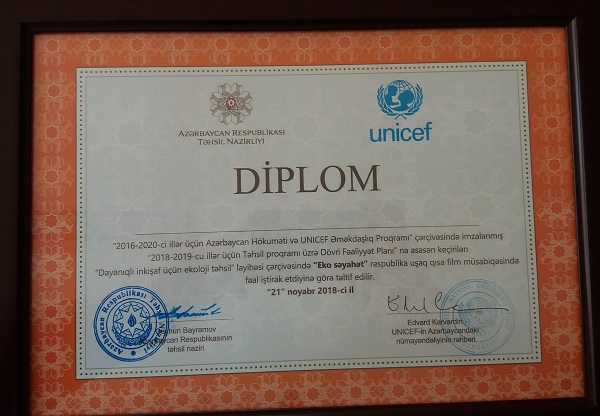 AZƏRBAYCAN RESPUBLİKASI
TƏHSİL NAZİRLİYİ
unicef
DİPLOM
"2016-2020-ci illər üçün Azərbaycan Hökuməti və UNICEF Əməkdaşlıq Proqramı" çərçivəsində imzalanmış
"2018-2019-cu illər üçün Təhsil proqramı üzrə Dövri Fəaliyyət Planı" na əsasən keçirilən
"Dayanıqlı inkişaf üçün ekoloji təhsil" layihəsi çərçivəsində "Eko səyahət" respublika uşaq qısa film müsabiqəsində
fəal iştirak etdiyinə görə təltif edilir.
"21" noyabr 2018-ci il
Bayramov
Respublikasının
təhsil naziri
Edvard Karvardin
UNICEF-in Azərbaycandakı
nümayəndəliyinin rəhbəri
Azərbaycan Respublikası